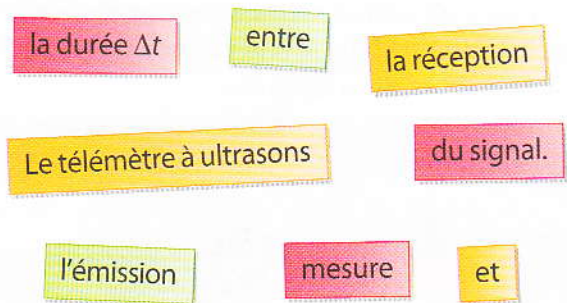 la durée Δt
entre
la réception
Le télémètre à ultrasons
du signal.
l'émission
mesure
et